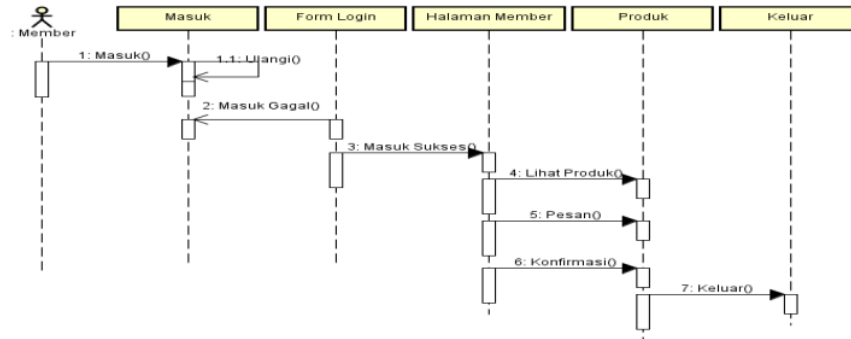 Masuk
Form Login
Halaman Member
Produk
Keluar
: Member
1: Masuk()
1.1: Ulangi()
2: Masuk Gagal()
3: Masuk Sukses()
4: Lihat Produk()
5: Pesan()
6: Konfirmasi()
7: Keluar()